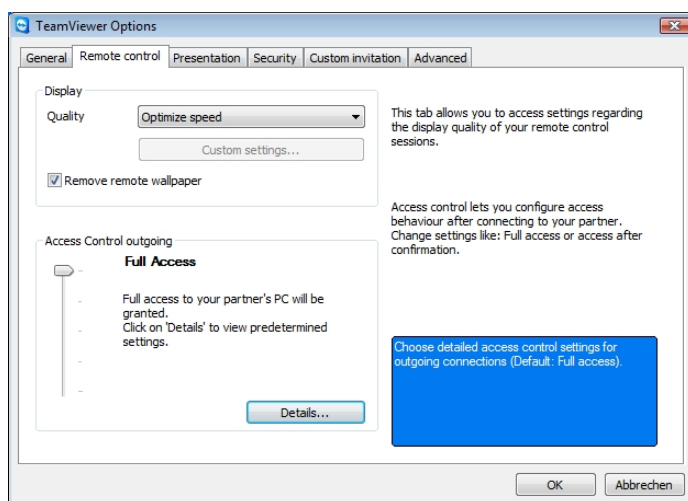 TeamViewer Options
General
Remote control
Presentation
Security
Custom invitation
Advanced
Display
Quality
Optimize speed
Custom settings...
Remove remote wallpaper
This tab allows you to access settings regarding
the display quality of your remote control
sessions.
Access control lets you configure access
behaviour after connecting to your partner.
Change settings like: Full access or access after
confirmation.
Access Control outgoing
Full Access
Full access to your partner's PC will be
granted.
Click on 'Details' to view predetermined
settings.
Details...
Choose detailed access control settings for
outgoing connections (Default: Full access).
OK
Abbrechen